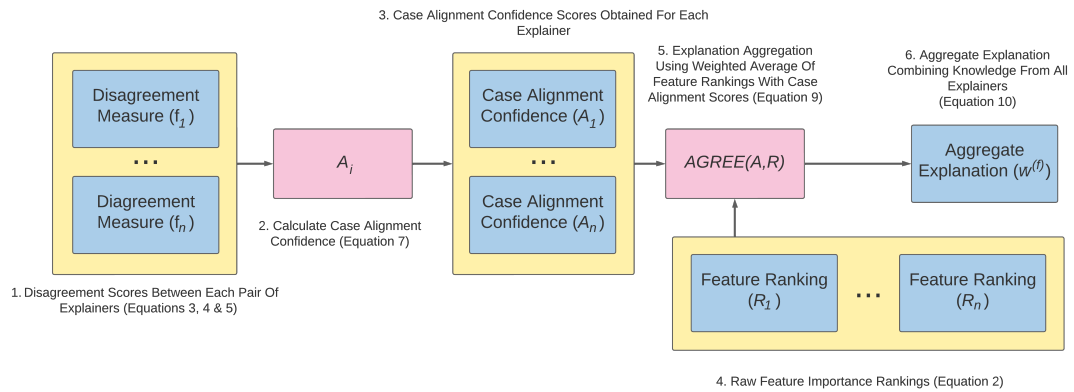 3. Case Alignment Confidence Scores Obtained For Each
Explainer
Disagreement
Measure (f1)
...
Diagreement
Measure (fn)
1. Disagreement Scores Between Each Pair Of
Explainers (Equations 3, 4 & 5)
Ai
2. Calculate Case Alignment
Confidence (Equation 7)
Case Alignment
Confidence (A1)
...
Case Alignment
Confidence (An)
5. Explanation Aggregation
Using Weighted Average Of
Feature Rankings With Case
Alignment Scores (Equation 9)
AGREE(A,R)
6. Aggregate Explanation
Combining Knowledge From All
Explainers
(Equation 10)
Aggregate
Explanation (w(f))
Feature Ranking
(R1)
...
Feature Ranking
(Rn)
4. Raw Feature Importance Rankings (Equation 2)